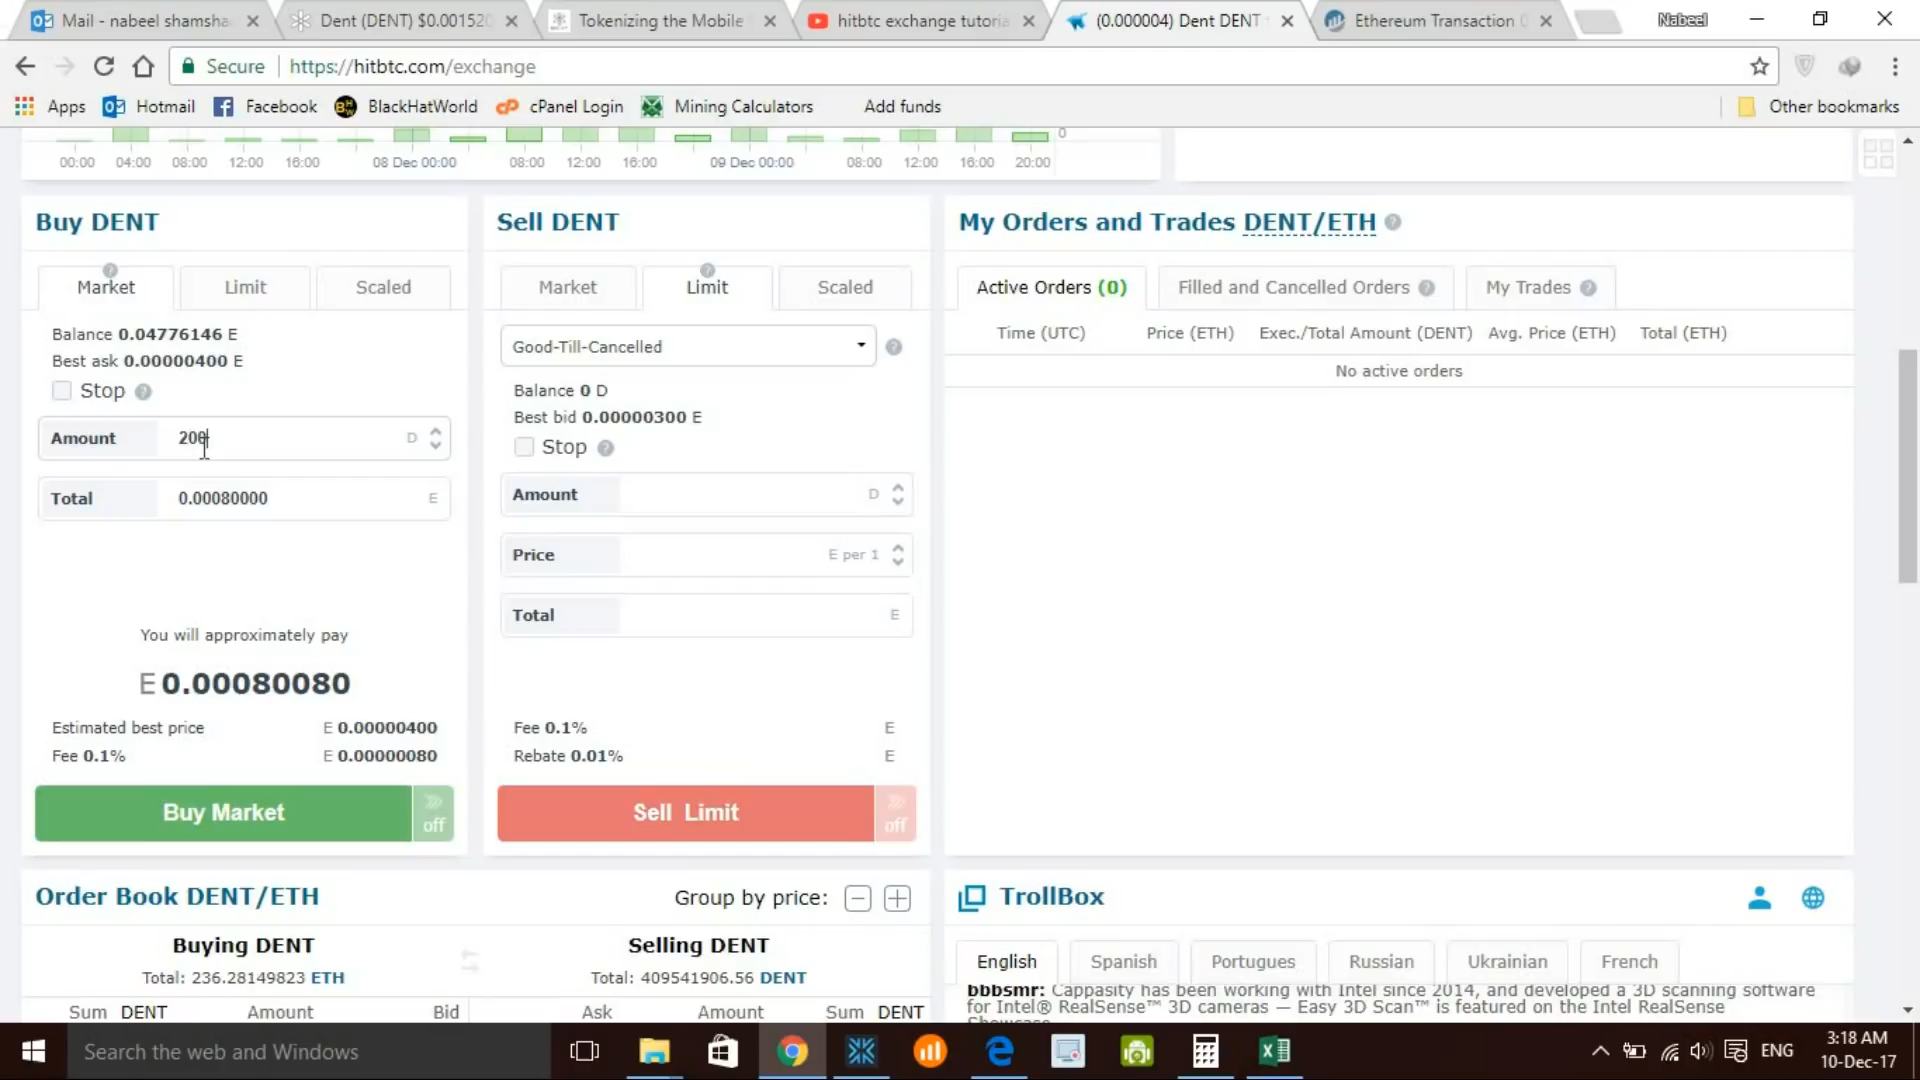 Mail - nabeel shamsha
Dent (DENT) $0.001520
Tokenizing the Mobile
hitbtc exchange tutoria
(0.000004) Dent DENT
Ethereum Transaction
Nabeel
Secure
https://hitbtc.com/exchange
Apps
Hotmail
Facebook
BlackHatWorld
cPanel Login
Mining Calculators
Add funds
Other bookmarks
0
00:00 04:00 08:00 12:00 16:00 08 Dec 00:00 08:00 12:00 16:00 09 Dec 00:00 08:00 12:00 16:00 20:00
Buy DENT
Market Limit Scaled
Balance 0.04776146 E
Best ask 0.00000400 E
Stop
Amount 200 D
Total 0.00080000 E
You will approximately pay
E 0.00080080
Estimated best price E 0.00000400
Fee 0.1% E 0.00000080
Buy Market off
Sell DENT
Market Limit Scaled
Good-Till-Cancelled
Balance 0 D
Best bid 0.00000300 E
Stop
Amount D
Price E per 1
Total E
Fee 0.1% E
Rebate 0.01% E
Sell Limit off
My Orders and Trades DENT/ETH
Active Orders (0) Filled and Cancelled Orders My Trades
Time (UTC) Price (ETH) Exec./Total Amount (DENT) Avg. Price (ETH) Total (ETH)
No active orders
Order Book DENT/ETH
Group by price:
Buying DENT
Total: 236.28149823 ETH
Sum DENT Amount Bid
Selling DENT
Total: 409541906.56 DENT
Ask Amount Sum DENT
TrollBox
English Spanish Portugues Russian Ukrainian French
bbbsmr: Cappasity has been working with Intel since 2014, and developed a 3D scanning software
for Intel® RealSense™ 3D cameras — Easy 3D Scan™ is featured on the Intel RealSense
Showcase
Search the web and Windows
ENG
3:18 AM
10-Dec-17